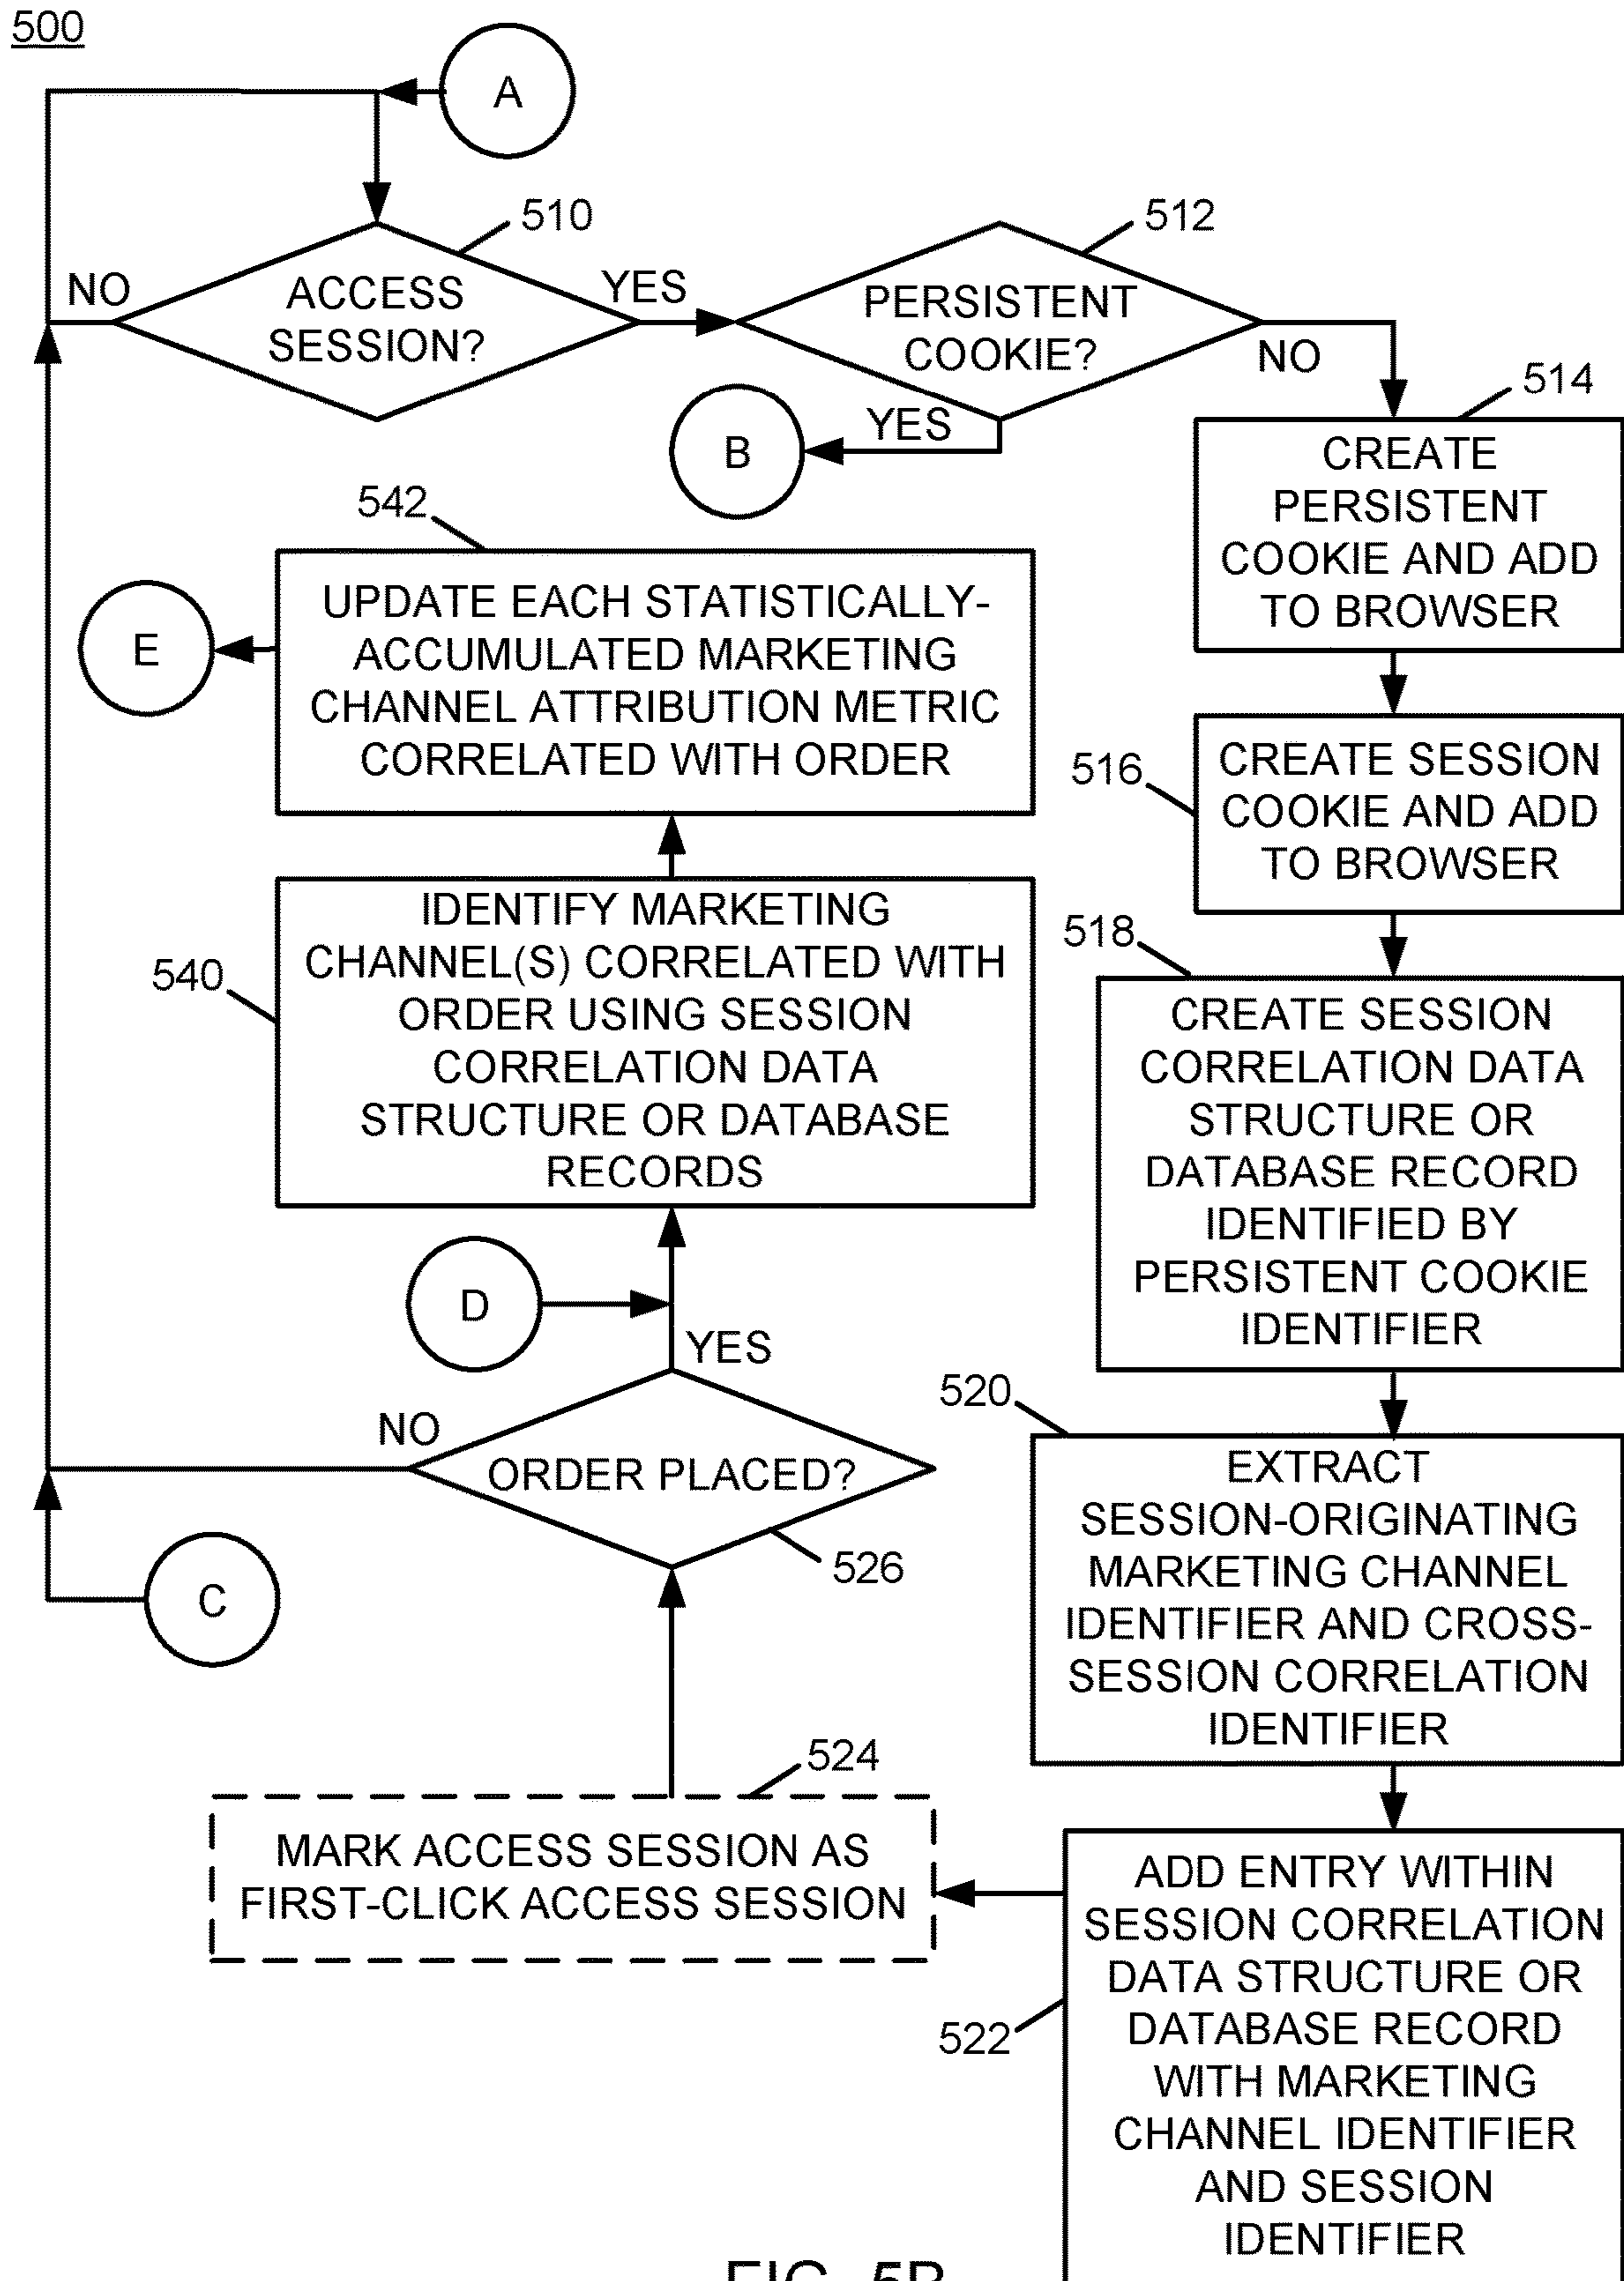 500
A
510
ACCESS
SESSION?
NO
YES
512
PERSISTENT
COOKIE?
YES
NO
B
514
CREATE
PERSISTENT
COOKIE AND ADD
TO BROWSER
516
CREATE SESSION
COOKIE AND ADD
TO BROWSER
518
CREATE SESSION
CORRELATION DATA
STRUCTURE OR
DATABASE RECORD
IDENTIFIED BY
PERSISTENT COOKIE
IDENTIFIER
520
EXTRACT
SESSION-ORIGINATING
MARKETING CHANNEL
IDENTIFIER AND CROSS-
SESSION CORRELATION
IDENTIFIER
522
ADD ENTRY WITHIN
SESSION CORRELATION
DATA STRUCTURE OR
DATABASE RECORD
WITH MARKETING
CHANNEL IDENTIFIER
AND SESSION
IDENTIFIER
524
MARK ACCESS SESSION AS
FIRST-CLICK ACCESS SESSION
526
ORDER PLACED?
NO
YES
C
D
540
IDENTIFY MARKETING
CHANNEL(S) CORRELATED WITH
ORDER USING SESSION
CORRELATION DATA
STRUCTURE OR DATABASE
RECORDS
542
UPDATE EACH STATISTICALLY-
ACCUMULATED MARKETING
CHANNEL ATTRIBUTION METRIC
CORRELATED WITH ORDER
E
FIG. 5B